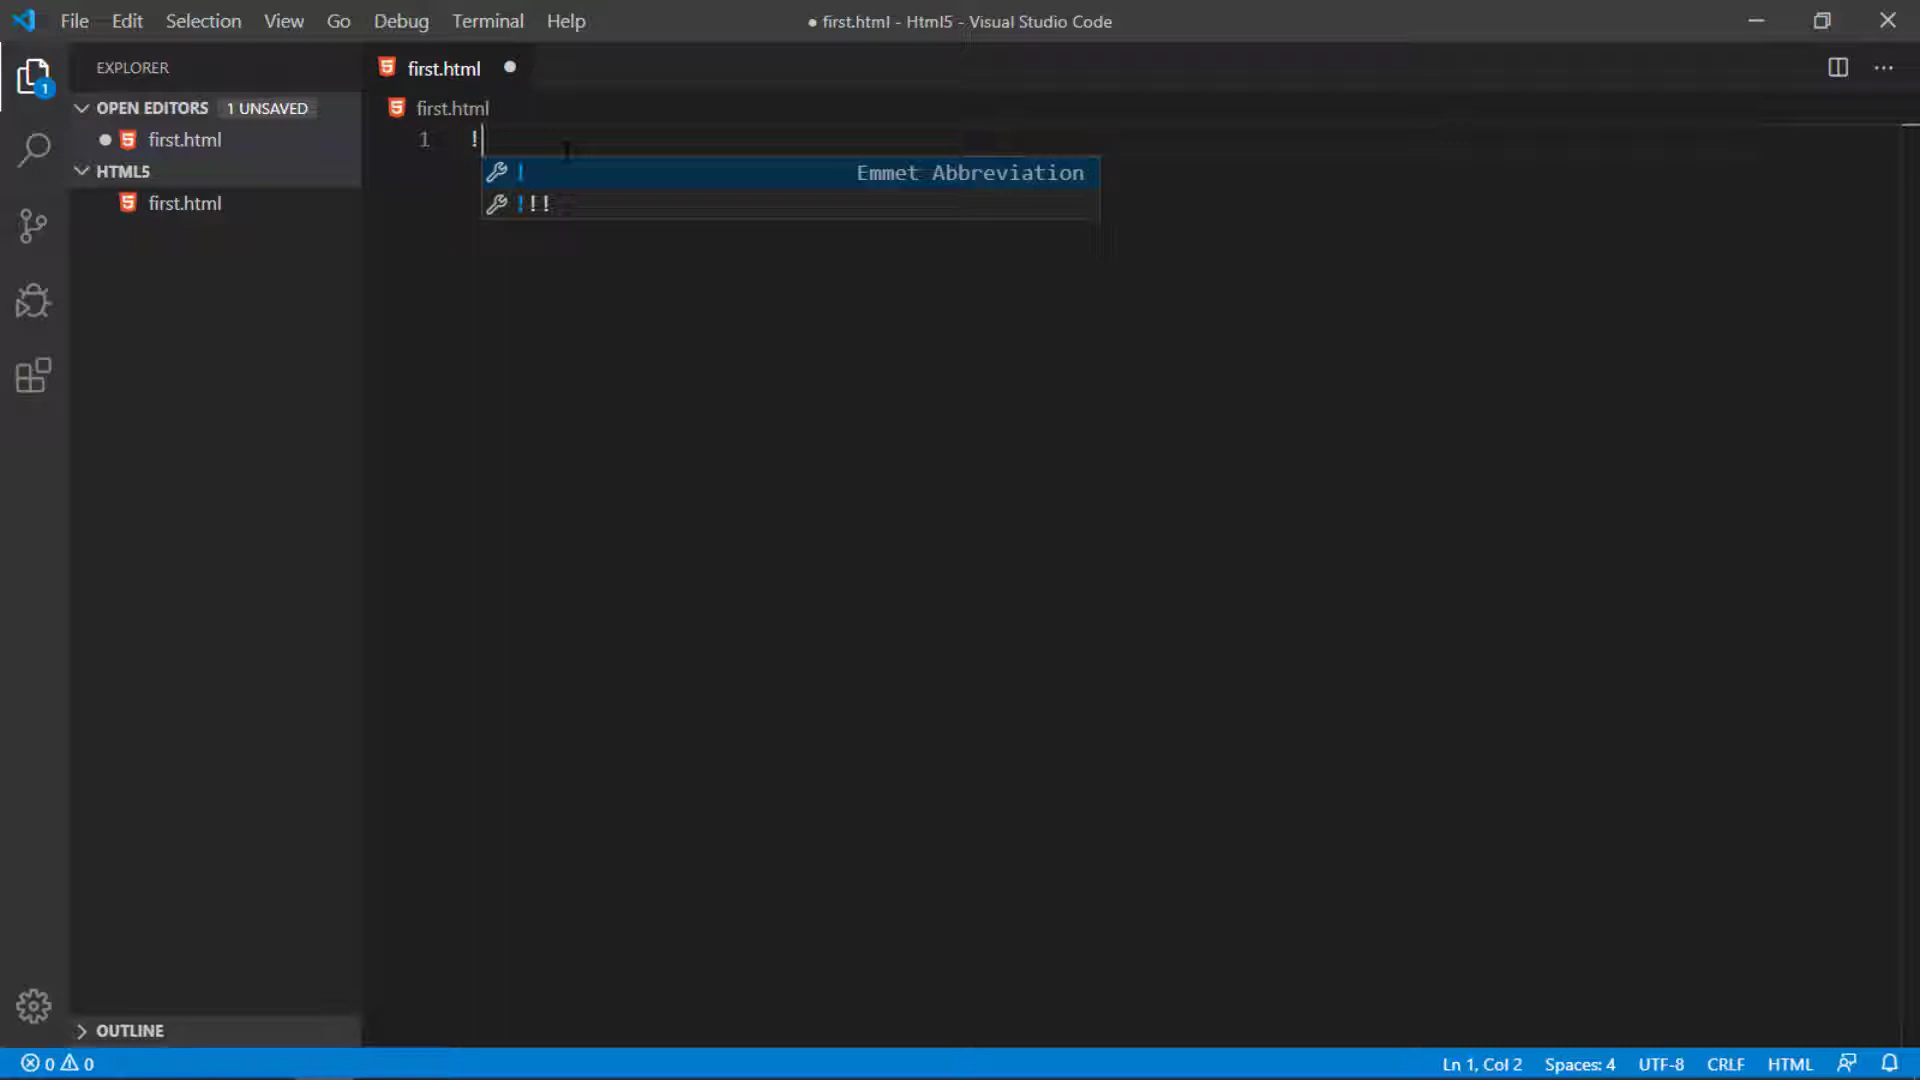 File Edit Selection View Go Debug Terminal Help
● first.html - Html5 - Visual Studio Code
EXPLORER
first.html
OPEN EDITORS 1 UNSAVED
first.html
first.html
HTML5
first.html
1 !
! Emmet Abbreviation
!!!
1
OUTLINE
0 0
Ln 1, Col 2 Spaces: 4 UTF-8 CRLF HTML